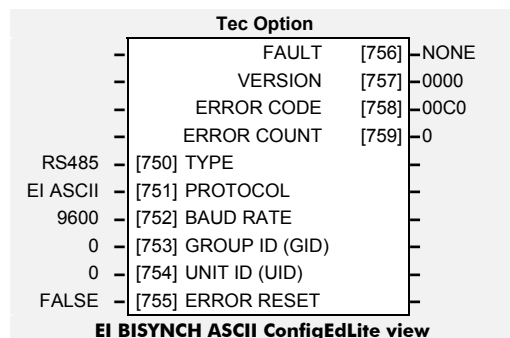 Tec Option
FAULT [756] NONE
VERSION [757] 0000
ERROR CODE [758] 00C0
ERROR COUNT [759] 0
RS485 [750] TYPE
EI ASCII [751] PROTOCOL
9600 [752] BAUD RATE
0 [753] GROUP ID (GID)
0 [754] UNIT ID (UID)
FALSE [755] ERROR RESET
EI BISYNCH ASCII ConfigEdLite view